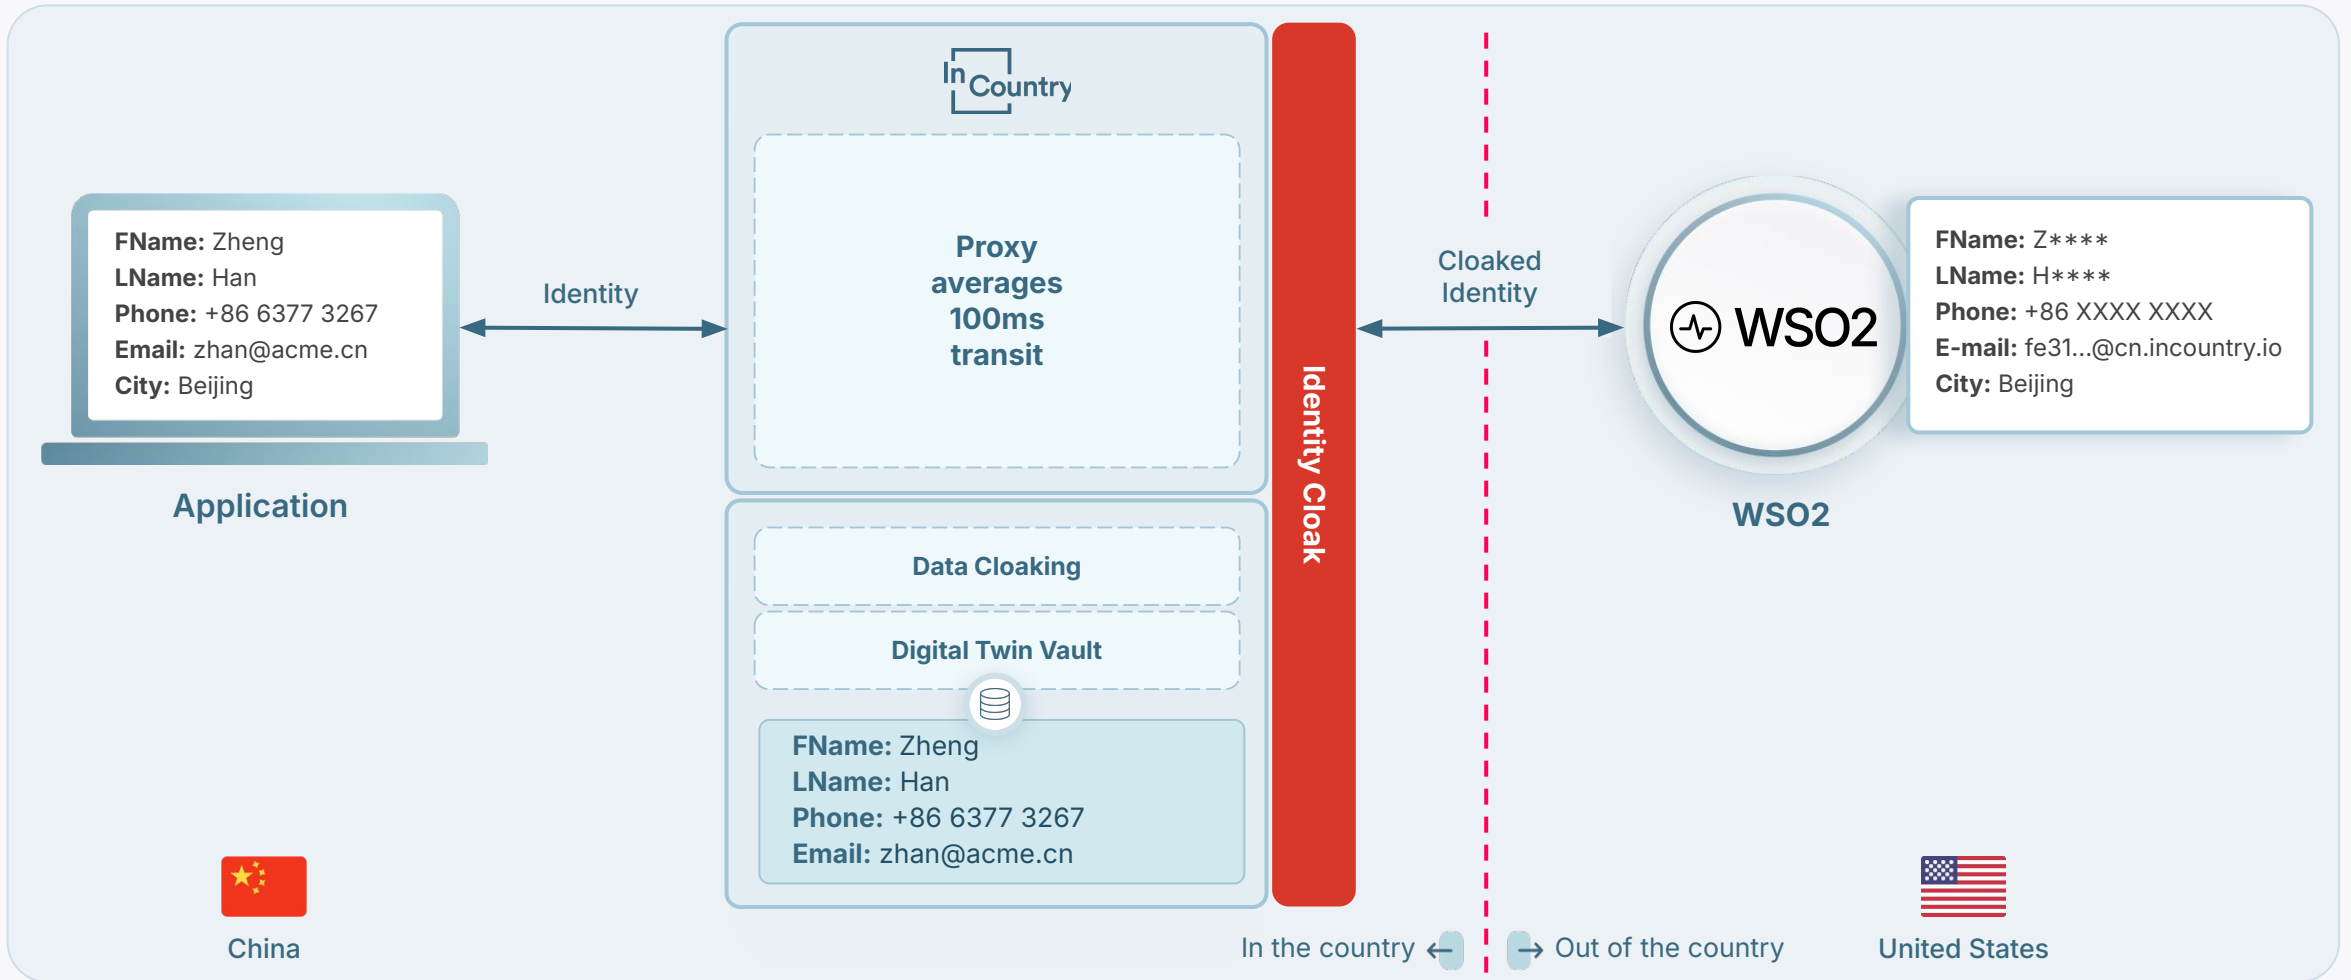 In
Country
Proxy
averages
100ms
transit
FName: Zheng
LName: Han
Phone: +86 6377 3267
Email: zhan@acme.cn
City: Beijing
Application
Identity
Data Cloaking
Digital Twin Vault
FName: Zheng
LName: Han
Phone: +86 6377 3267
Email: zhan@acme.cn
Identity Cloak
Cloaked
Identity
WSO2
WSO2
FName: Z****
LName: H****
Phone: +86 XXXX XXXX
E-mail: fe31...@cn.incountry.io
City: Beijing
China
In the country
Out of the country
United States